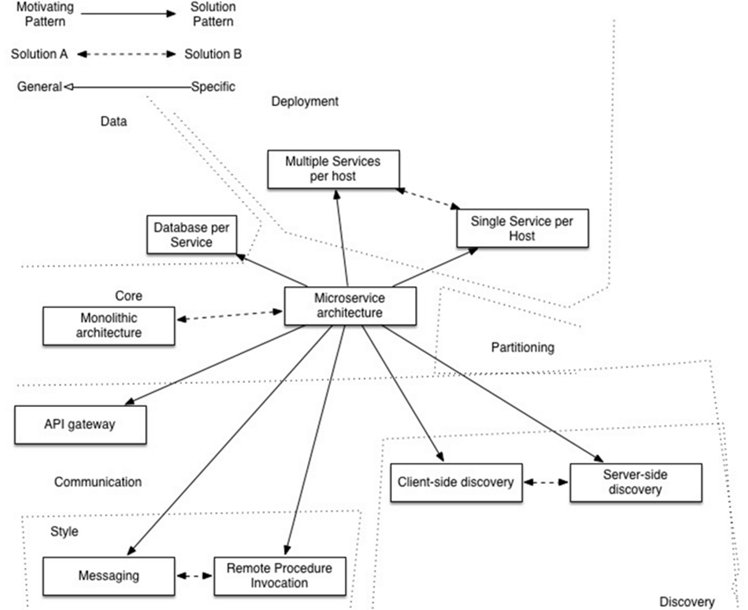 Motivating
Pattern
Solution
Pattern
Solution A
Solution B
General
Specific
Data
Deployment
Multiple Services
per host
Database per
Service
Single Service per
Host
Core
Monolithic
architecture
Microservice
architecture
Partitioning
API gateway
Communication
Client-side discovery
Server-side
discovery
Style
Messaging
Remote Procedure
Invocation
Discovery